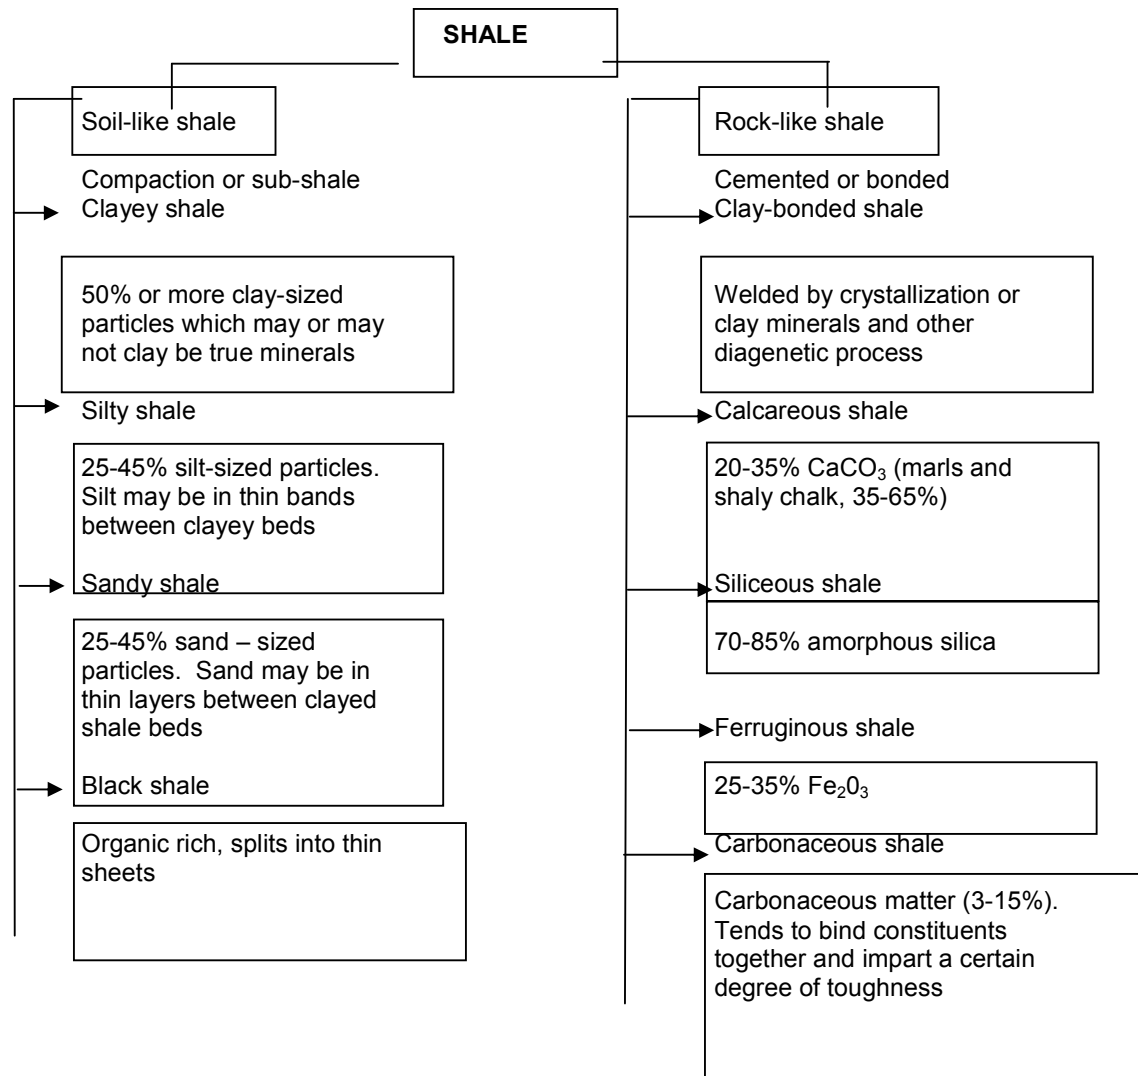 SHALE
Soil-like shale
Compaction or sub-shale
Clayey shale
50% or more clay-sized
particles which may or may
not clay be true minerals
Silty shale
25-45% silt-sized particles.
Silt may be in thin bands
between clayey beds
Sandy shale
25-45% sand – sized
particles. Sand may be in
thin layers between clayed
shale beds
Black shale
Organic rich, splits into thin
sheets
Rock-like shale
Cemented or bonded
Clay-bonded shale
Welded by crystallization or
clay minerals and other
diagenetic process
Calcareous shale
20-35% CaCO₃ (marls and
shaly chalk, 35-65%)
Siliceous shale
70-85% amorphous silica
Ferruginous shale
25-35% Fe₂0₃
Carbonaceous shale
Carbonaceous matter (3-15%).
Tends to bind constituents
together and impart a certain
degree of toughness